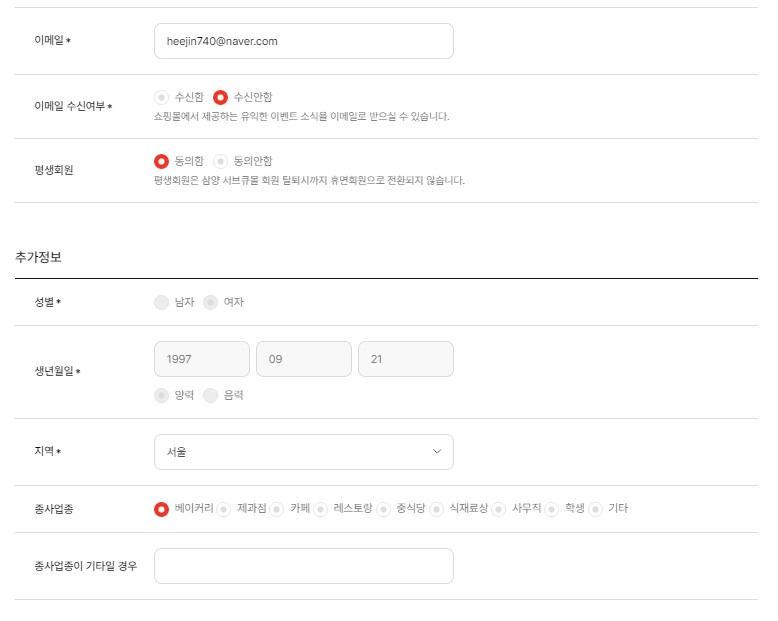 이메일 *
heejin740@naver.com
이메일 수신여부 *
수신함 수신안함
쇼핑몰에서 제공하는 유익한 이벤트 소식을 이메일로 받으실 수 있습니다.
평생회원
동의함 동의안함
평생회원은 삼양 서브큐몰 회원 탈퇴시까지 휴면회원으로 전환되지 않습니다.
추가정보
성별 *
남자 여자
생년월일 *
1997 09 21
양력 음력
지역 *
서울
종사업종
베이커리 제과점 카페 레스토랑 중식당 식재료상 사무직 학생 기타
종사업종이 기타일 경우